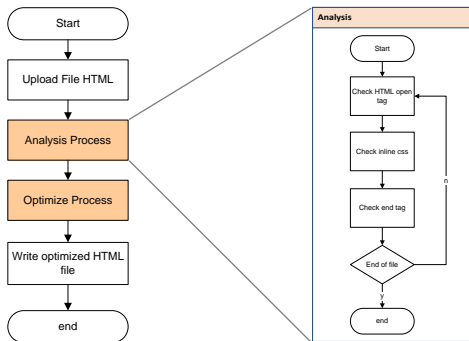 Start
Upload File HTML
Analysis Process
Optimize Process
Write optimized HTML
file
end
Analysis
Start
Check HTML open
tag
Check inline css
Check end tag
End of file
n
y
end